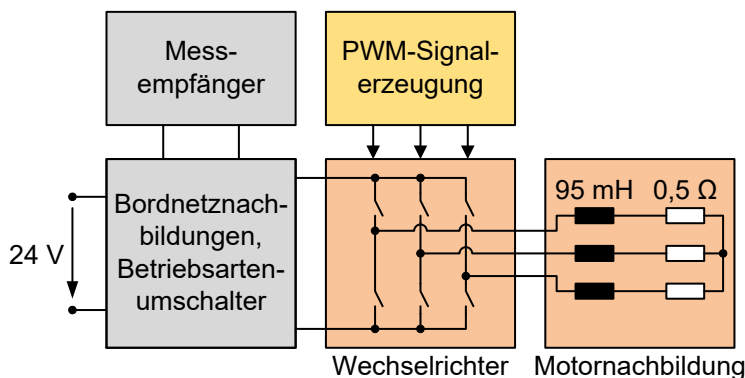 Mess-
empfänger
PWM-Signal-
erzeugung
24 V
Bordnetznach-
bildungen,
Betriebsarten-
umschalter
95 mH 0,5 Ω
Wechselrichter
Motornachbildung